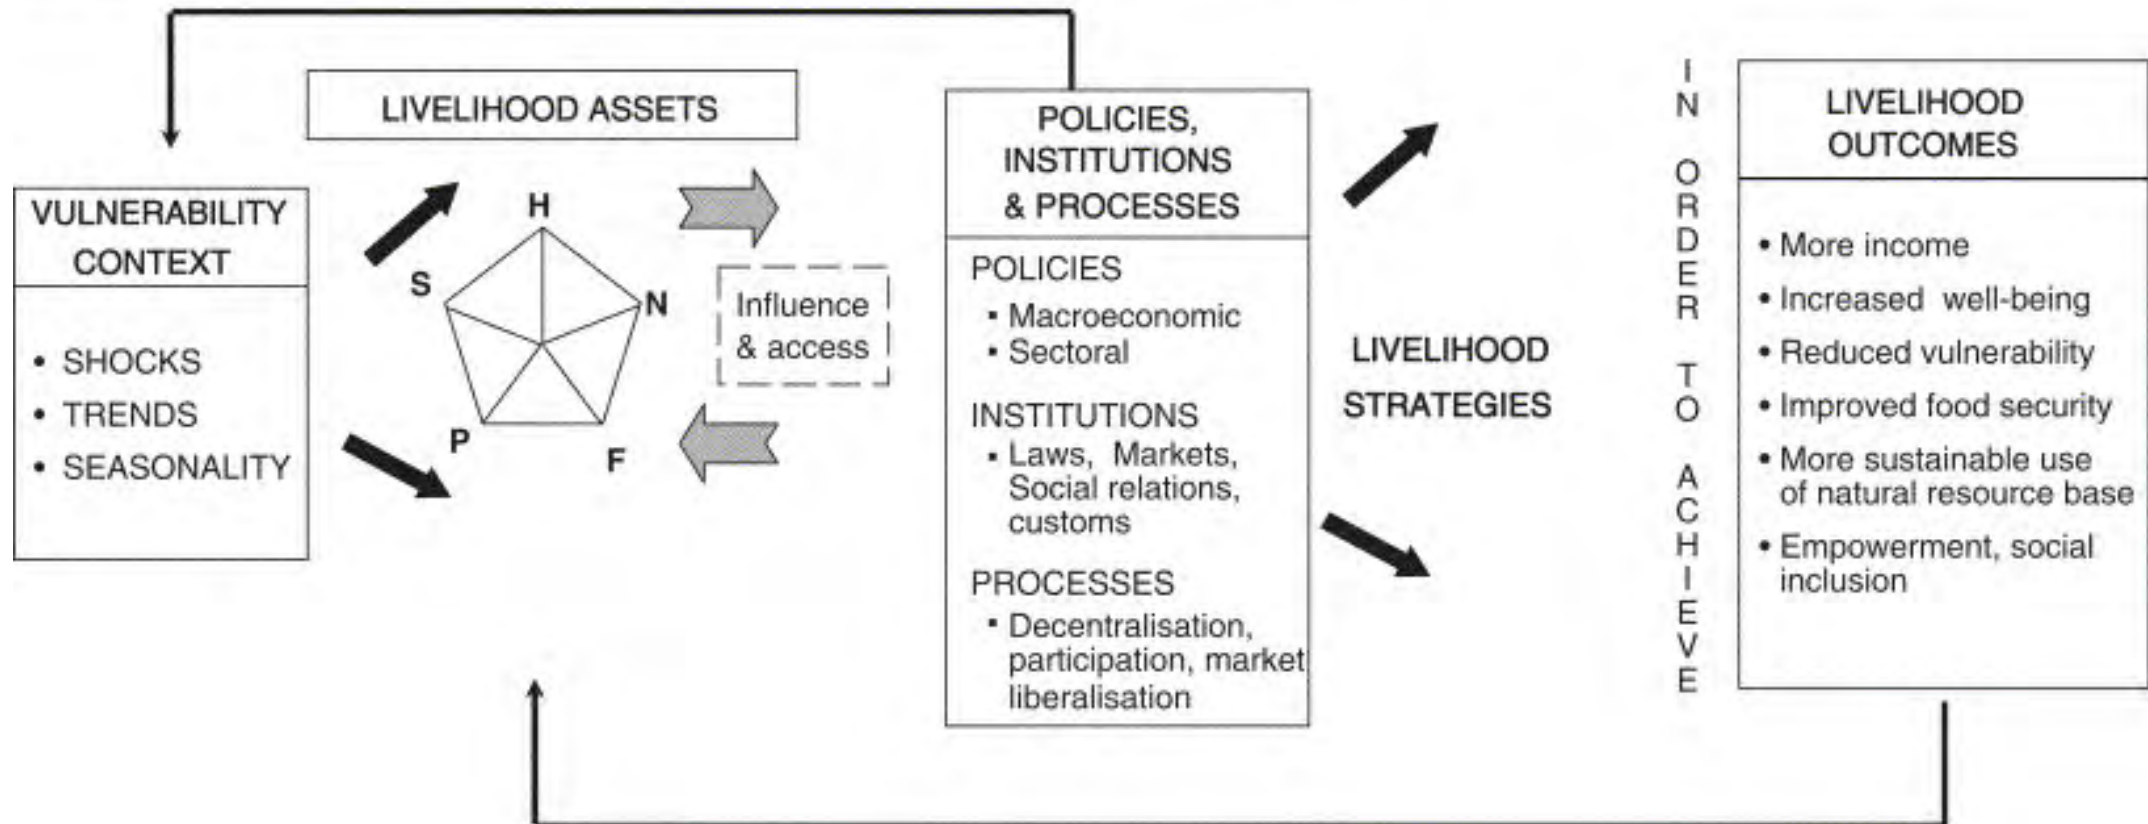 LIVELIHOOD ASSETS
VULNERABILITY
CONTEXT
• SHOCKS
• TRENDS
• SEASONALITY
H
S
N
P
F
Influence
& access
POLICIES,
INSTITUTIONS
& PROCESSES
POLICIES
▪ Macroeconomic
▪ Sectoral
INSTITUTIONS
▪ Laws, Markets,
Social relations,
customs
PROCESSES
▪ Decentralisation,
participation, market
liberalisation
LIVELIHOOD
STRATEGIES
IN ORDER TO ACHIEVE
LIVELIHOOD
OUTCOMES
• More income
• Increased well-being
• Reduced vulnerability
• Improved food security
• More sustainable use
of natural resource base
• Empowerment, social
inclusion